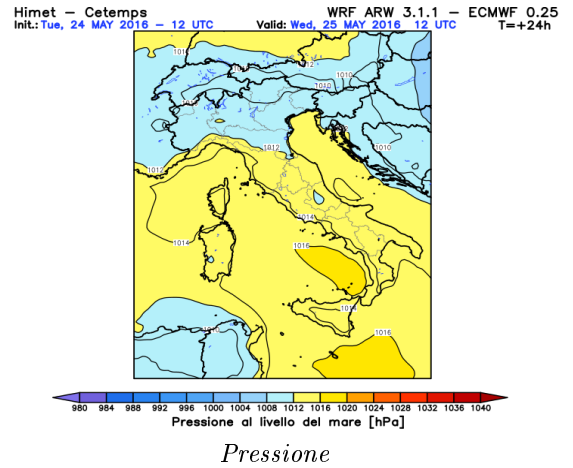 Himet – Cetemps WRF ARW 3.1.1 – ECMWF 0.25
Init.: Tue, 24 MAY 2016 – 12 UTC Valid: Wed, 25 MAY 2016 12 UTC T=+24h
1012
1010
1010
1012
1010
1012
1014
1014
1016
1014
1016
1010
980 984 988 992 996 1000 1004 1008 1012 1016 1020 1024 1028 1032 1036 1040
Pressione al livello del mare [hPa]
Pressione